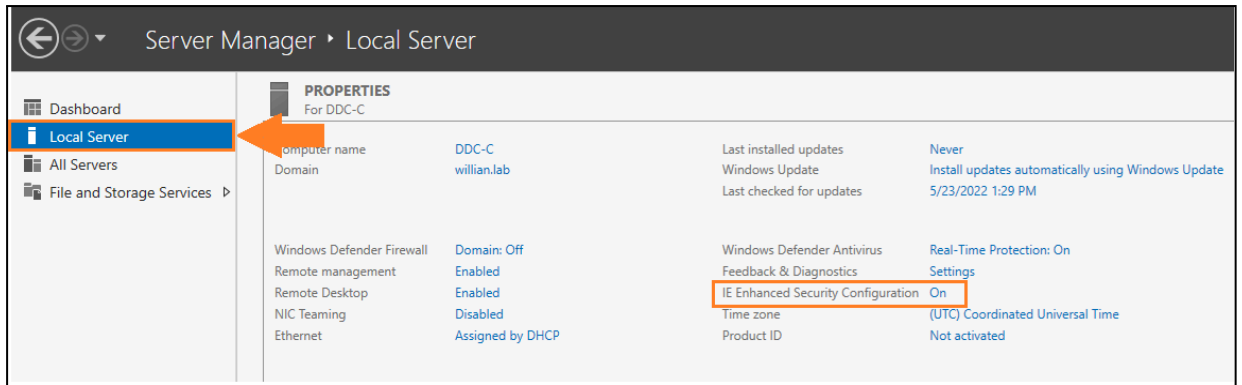 Server Manager ‣ Local Server
Dashboard
Local Server
All Servers
File and Storage Services
PROPERTIES
For DDC-C
Computer name DDC-C
Domain willian.lab
Last installed updates Never
Windows Update Install updates automatically using Windows Update
Last checked for updates 5/23/2022 1:29 PM
Windows Defender Firewall Domain: Off
Remote management Enabled
Remote Desktop Enabled
NIC Teaming Disabled
Ethernet Assigned by DHCP
Windows Defender Antivirus Real-Time Protection: On
Feedback & Diagnostics Settings
IE Enhanced Security Configuration On
Time zone (UTC) Coordinated Universal Time
Product ID Not activated